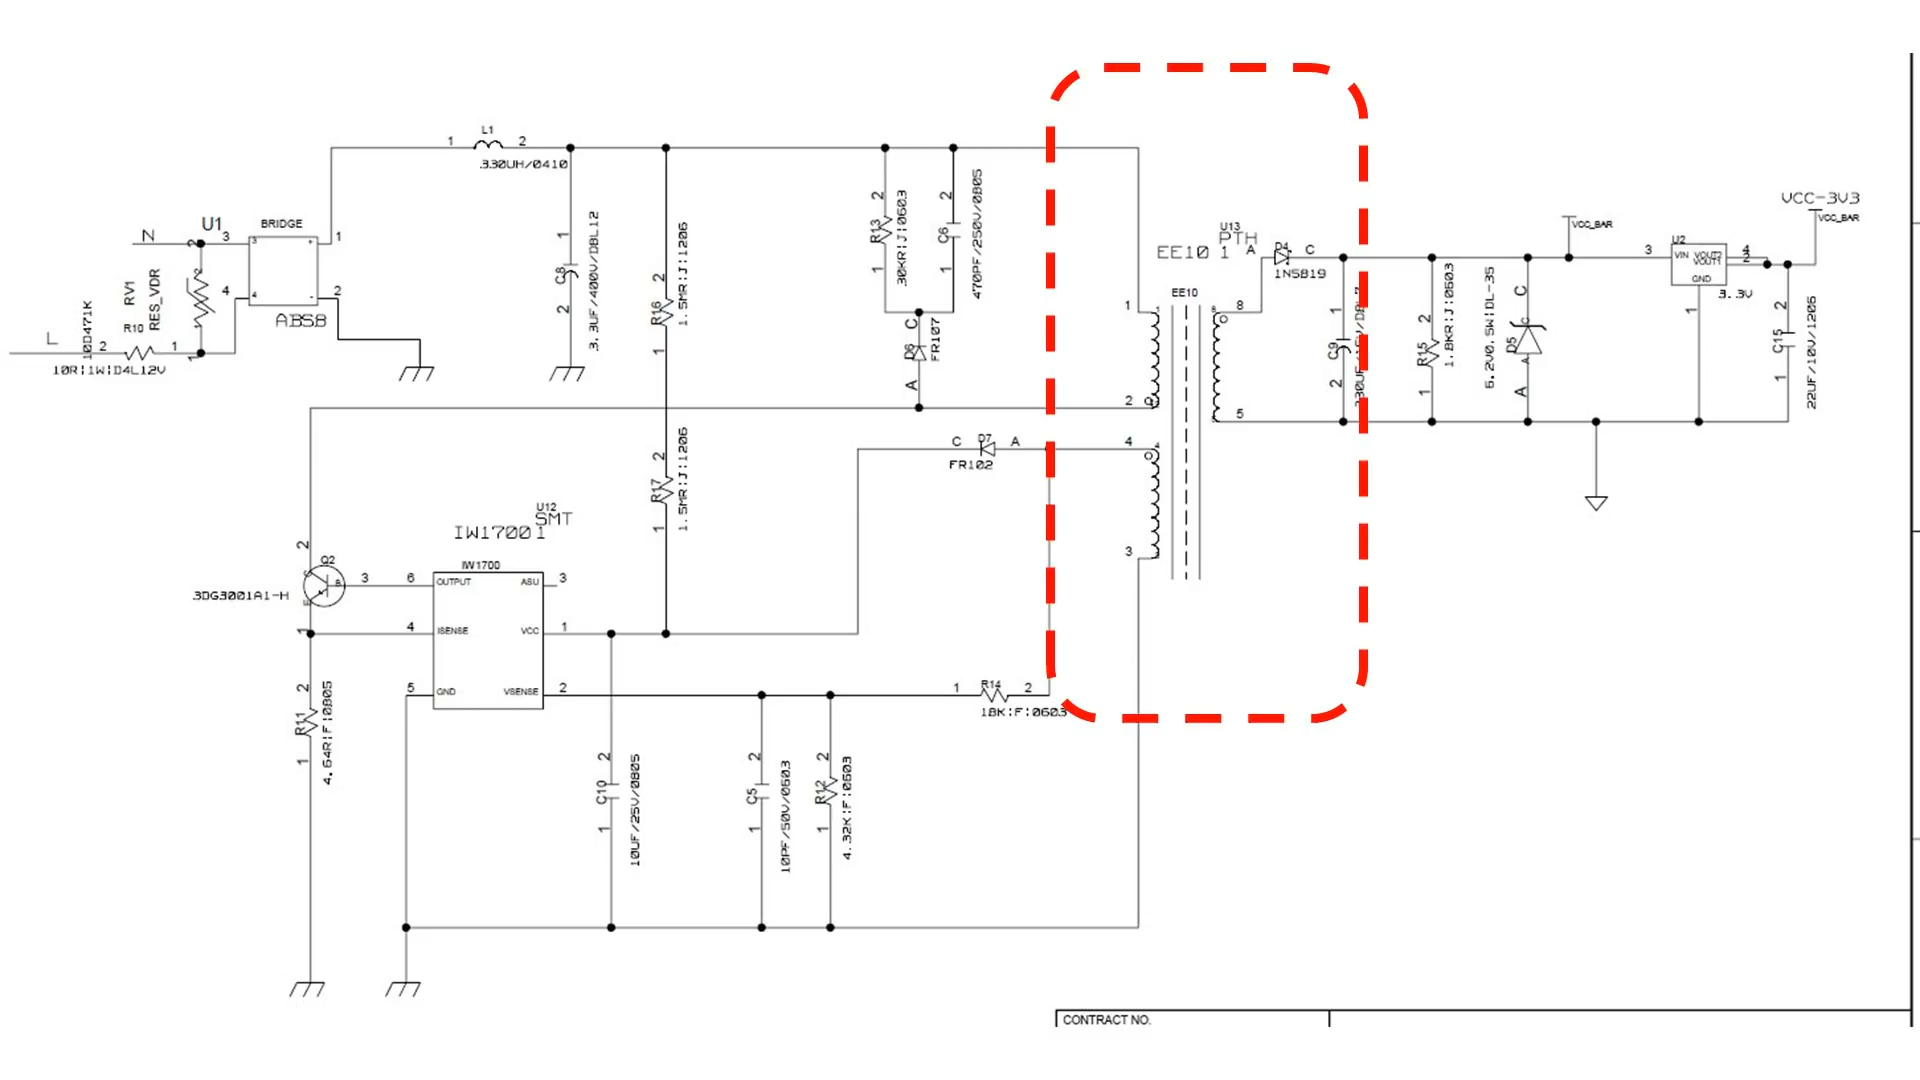 L1
1
2
330UH/0410
VCC-3V3
VCC_BAR
VCC_BAR
U1
BRIDGE
N
3
3
+
1
2
RV1
RES_VDR
10D471K
4
4
-
2
ABS8
L
2
R10
1
1
2
10R|1W|D4L12V
C8
1
2
3.3UF/400V/D8L12
R16
2
1
1.5MR|J|1206
R13
2
1
30KR|J|0603
C6
2
1
470PF/250V/0805
C
D6
FR107
A
U13
PTH
EE10 1
EE10
1
2
4
3
8
5
A
D4
C
1N5819
C9
1
2
R15
2
1
1.8KR|J|0603
C
D5
C
A
A
6.2V0.5W|DL-35
3
U2
VIN
VOUT2
VOUT1
4
2
GND
3.3V
1
C15
2
1
22UF/10V/1206
C
D7
A
FR102
R17
2
1
1.5MR|J|1206
U12
SMT
IW1700 1
IW1700
2
Q2
C
B
E
3
6
OUTPUT
ASU
3
3DG3001A1-H
1
4
ISENSE
VCC
1
5
GND
VSENSE
2
1
R14
2
18K|F|0603
R11
2
1
4.64R|F|0805
C10
2
1
10UF/25V/0805
C5
2
1
10PF/50V/0603
R12
2
1
4.32K|F|0603
CONTRACT NO.